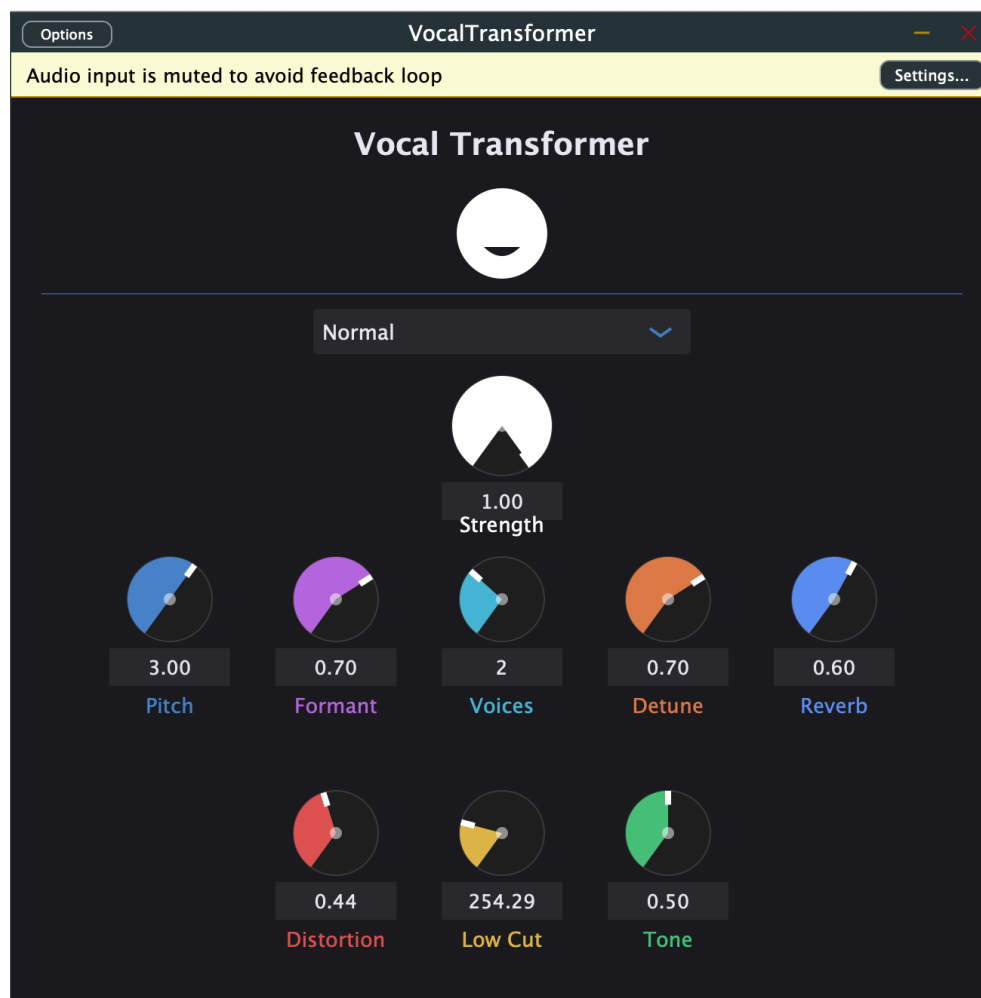 Options
VocalTransformer
Audio input is muted to avoid feedback loop
Settings...
Vocal Transformer
Normal
1.00
Strength
3.00 0.70 2 0.70 0.60
Pitch Formant Voices Detune Reverb
0.44 254.29 0.50
Distortion Low Cut Tone